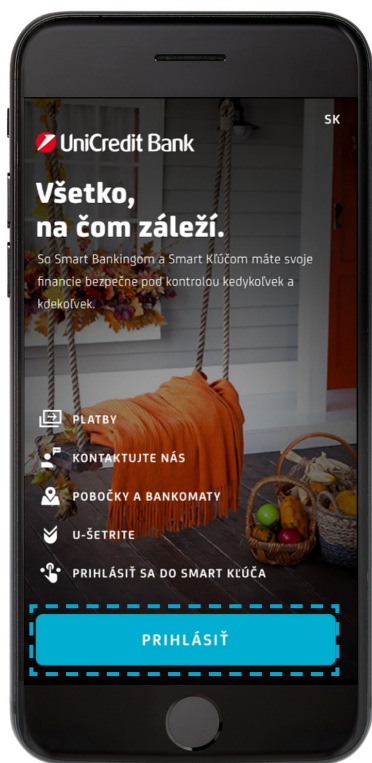 SK
UniCredit Bank
Všetko,
na čom záleží.
So Smart Bankingom a Smart Kľúčom máte svoje
financie bezpečne pod kontrolou kedykoľvek a
kdekoľvek.
PLATBY
KONTAKTUJTE NÁS
POBOČKY A BANKOMATY
U-ŠETRITE
PRIHLÁSIŤ SA DO SMART KĽÚČA
PRIHLÁSIŤ